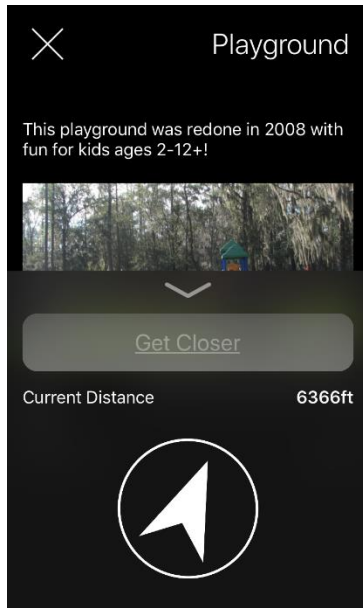 Playground
This playground was redone in 2008 with
fun for kids ages 2-12+!
Get Closer
Current Distance 6366ft